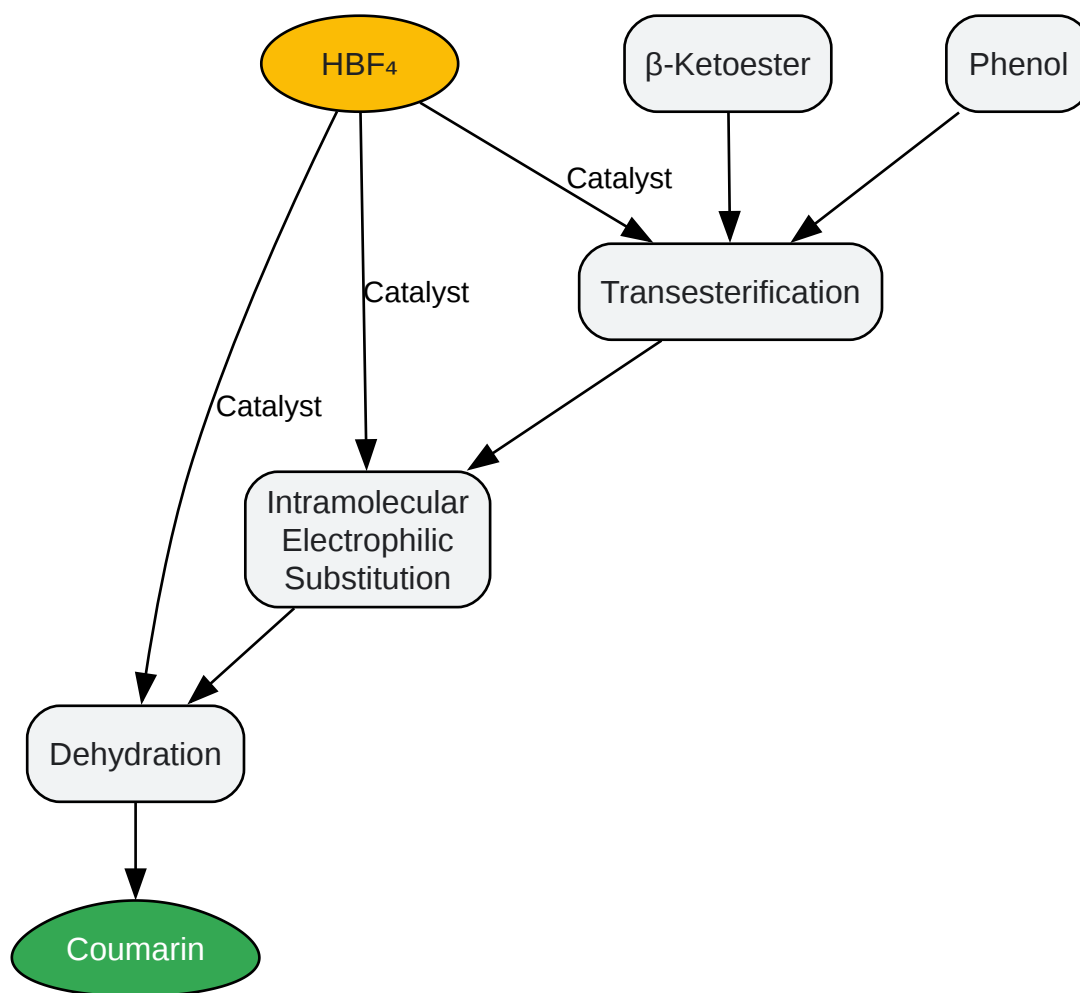 HBF₄
β-Ketoester
Phenol
Catalyst
Catalyst
Transesterification
Catalyst
Intramolecular
Electrophilic
Substitution
Dehydration
Coumarin